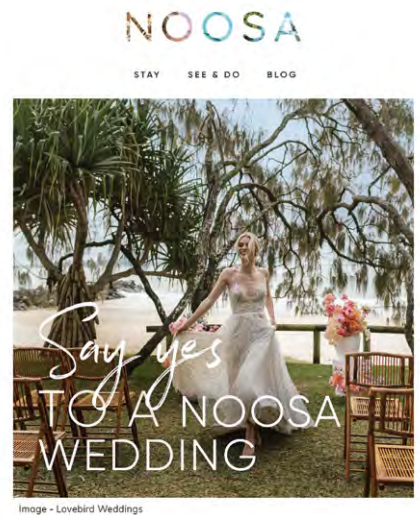 NOOSA
STAY SEE & DO BLOG
Say yes
TO A NOOSA
WEDDING
Image - Lovebird Weddings